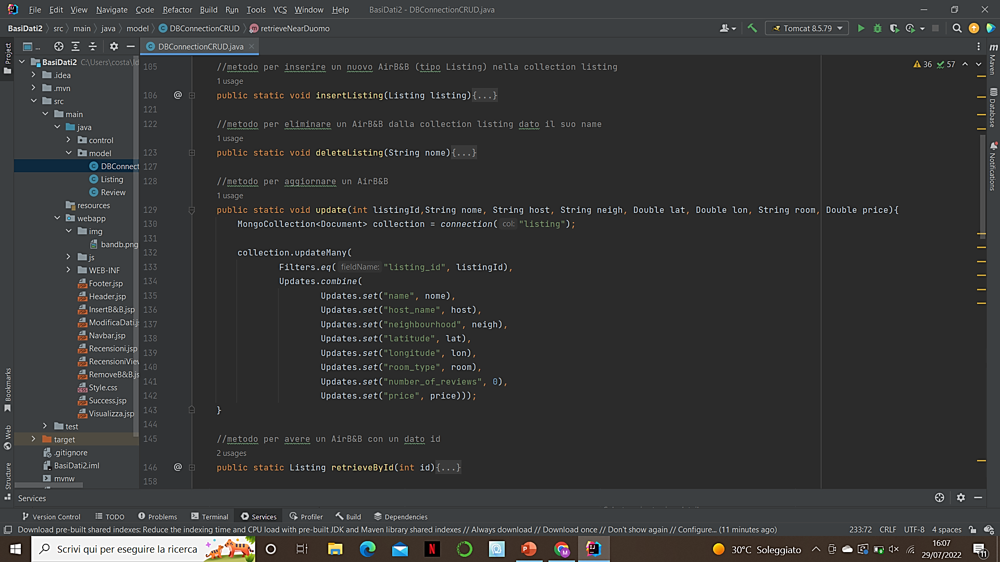 File Edit View Navigate Code Refactor Build Run Tools VCS Window Help BasiDati2 - DBConnectionCRUD.java
BasiDati2 src main java model DBConnectionCRUD retrieveNearDuomo Tomcat 8.5.79
Project
... DBConnectionCRUD.java
BasiDati2 C:\Users\costa\Id
.idea
.mvn
src
main
java
control
model
DBConnect
Listing
Review
resources
webapp
img
bandb.png
js
WEB-INF
Footer.jsp
Header.jsp
InsertB&B.jsp
ModificaDati.js
Navbar.jsp
Recensioni.jsp
RecensioniView
RemoveB&B.js
Style.css
Success.jsp
Visualizza.jsp
test
target
.gitignore
BasiDati2.iml
mvnw
36 57
105 //metodo per inserire un nuovo AirB&B (tipo Listing) nella collection listing
1 usage
106 @ public static void insertListing(Listing listing){...}
121
122 //metodo per eliminare un AirB&B dalla collection listing dato il suo name
1 usage
123 public static void deleteListing(String nome){...}
127
128 //metodo per aggiornare un AirB&B
1 usage
129 public static void update(int listingId,String nome, String host, String neigh, Double lat, Double lon, String room, Double price){
130 MongoCollection<Document> collection = connection( col: "listing");
131
132 collection.updateMany(
133 Filters.eq( fieldName: "listing_id", listingId),
134 Updates.combine(
135 Updates.set("name", nome),
136 Updates.set("host_name", host),
137 Updates.set("neighbourhood", neigh),
138 Updates.set("latitude", lat),
139 Updates.set("longitude", lon),
140 Updates.set("room_type", room),
141 Updates.set("number_of_reviews", 0),
142 Updates.set("price", price)));
143 }
144
145 //metodo per avere un AirB&B con un dato id
2 usages
146 @ public static Listing retrieveById(int id){...}
158
Maven
Database
Notifications
Bookmarks
Web
Structure
Services
Version Control TODO Problems Terminal Services Profiler Build Dependencies
Download pre-built shared indexes: Reduce the indexing time and CPU load with pre-built JDK and Maven library shared indexes // Always download // Download once // Don't show again // Configure... (11 minutes ago) 233:72 CRLF UTF-8 4 spaces
Scrivi qui per eseguire la ricerca 30°C Soleggiato 16:07
29/07/2022 11